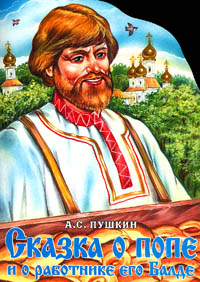 А.С. ПУШКИН
Сказка о попе
и о работнике его Балде